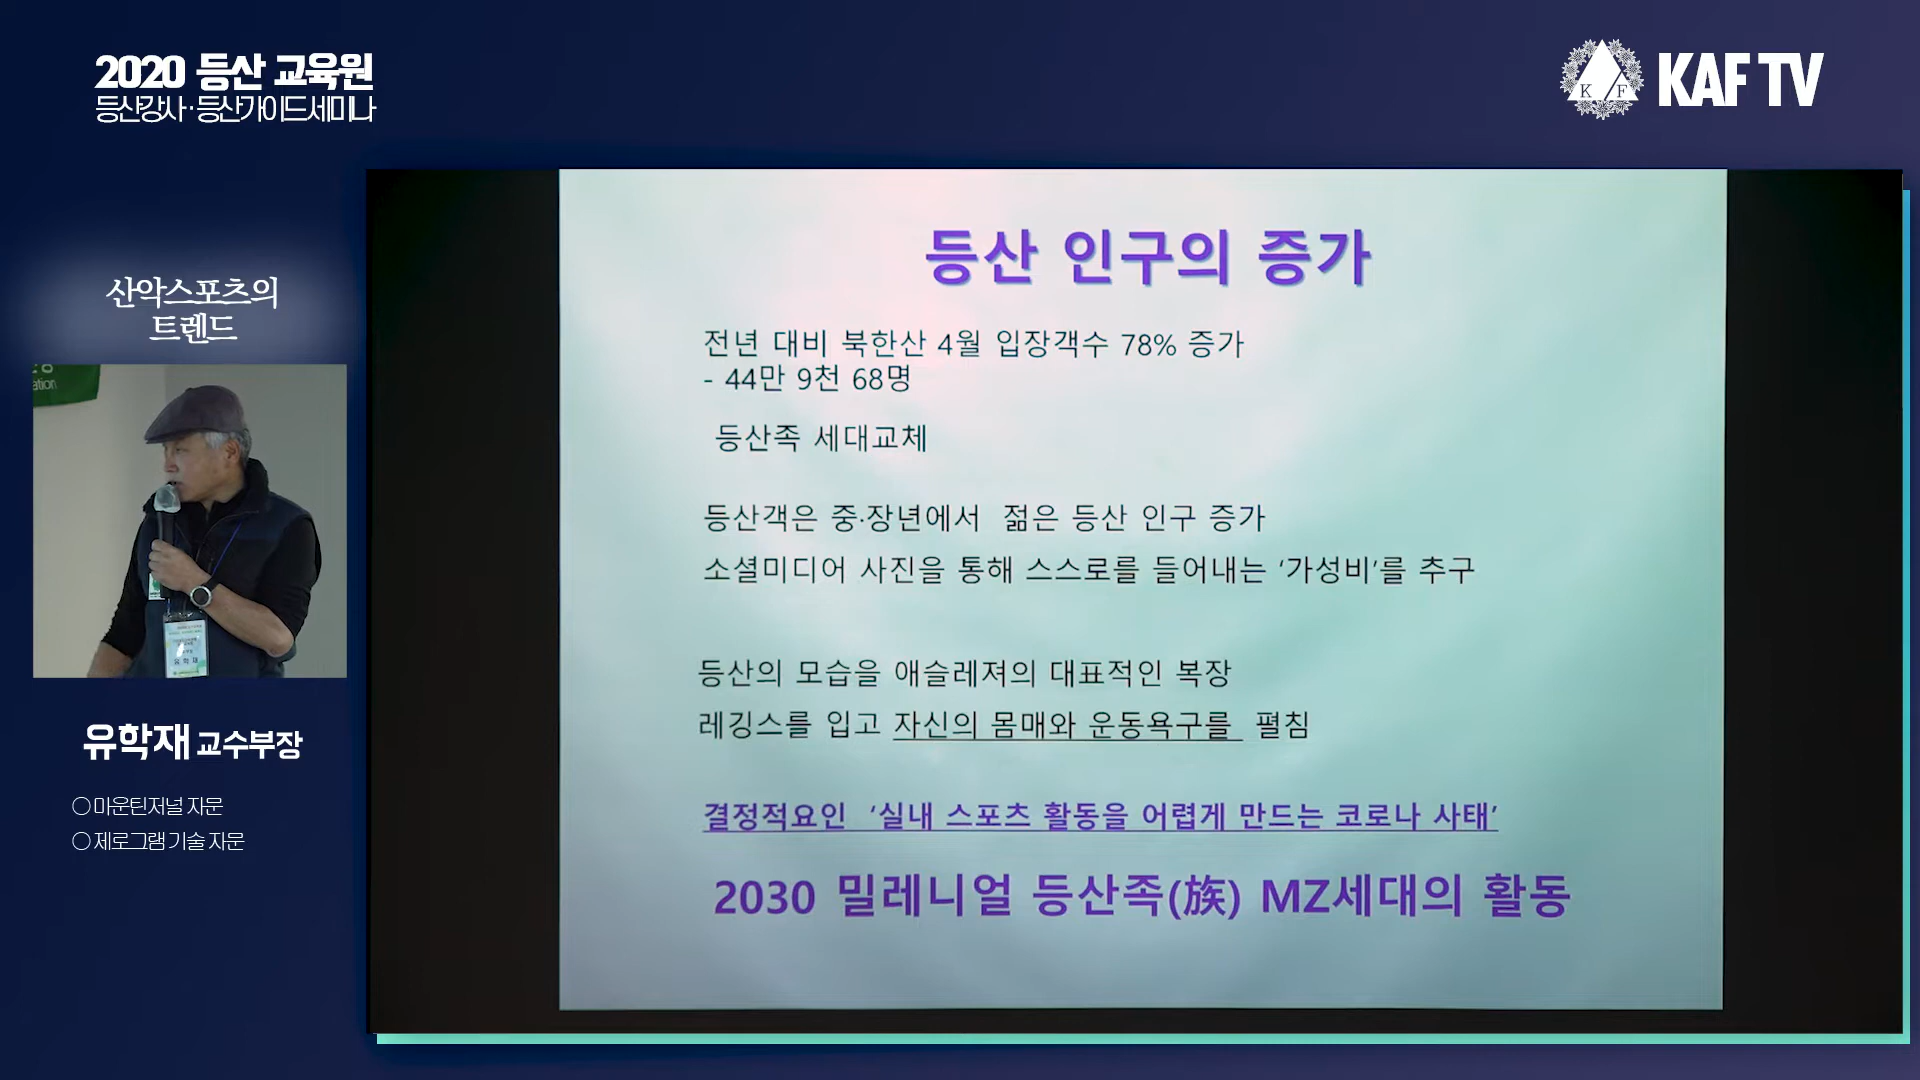 2020 등산 교육원
등산강사·등산가이드세미나
K F
KAF TV
산악스포츠의
트렌드
ation
유학재
유학재 교수부장
○ 마운틴저널 자문
○ 제로그램 기술 자문
등산 인구의 증가
전년 대비 북한산 4월 입장객수 78% 증가
- 44만 9천 68명
등산족 세대교체
등산객은 중·장년에서 젊은 등산 인구 증가
소셜미디어 사진을 통해 스스로를 들어내는 ‘가성비’를 추구
등산의 모습을 애슬레져의 대표적인 복장
레깅스를 입고 자신의 몸매와 운동욕구를 펼침
결정적요인 ‘실내 스포츠 활동을 어렵게 만드는 코로나 사태’
2030 밀레니얼 등산족(族) MZ세대의 활동